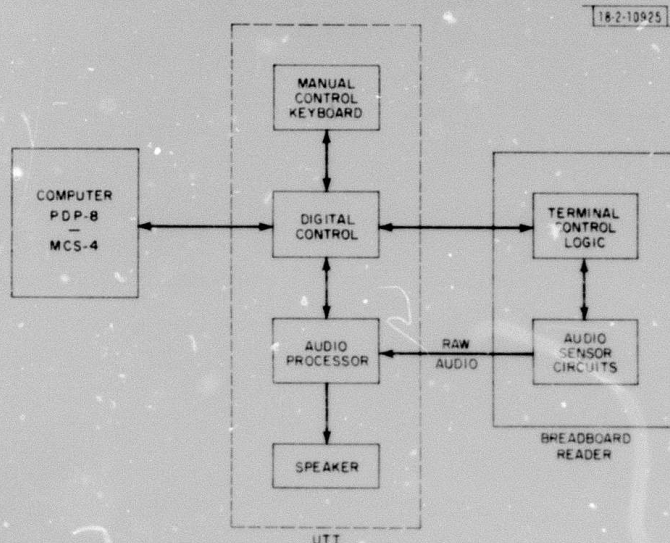 18-2-10925
MANUAL
CONTROL
KEYBOARD
COMPUTER
PDP-8
—
MCS-4
DIGITAL
CONTROL
TERMINAL
CONTROL
LOGIC
AUDIO
PROCESSOR
RAW
AUDIO
AUDIO
SENSOR
CIRCUITS
SPEAKER
BREADBOARD
READER
UTT